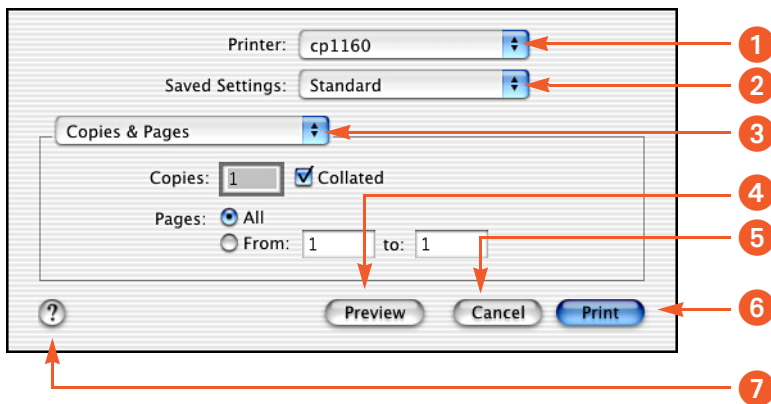 Printer: cp1160 1
Saved Settings: Standard 2
Copies & Pages 3
Copies: 1 Collated
4
Pages: All
From: 1 to: 1 5
? Preview Cancel Print 6
7